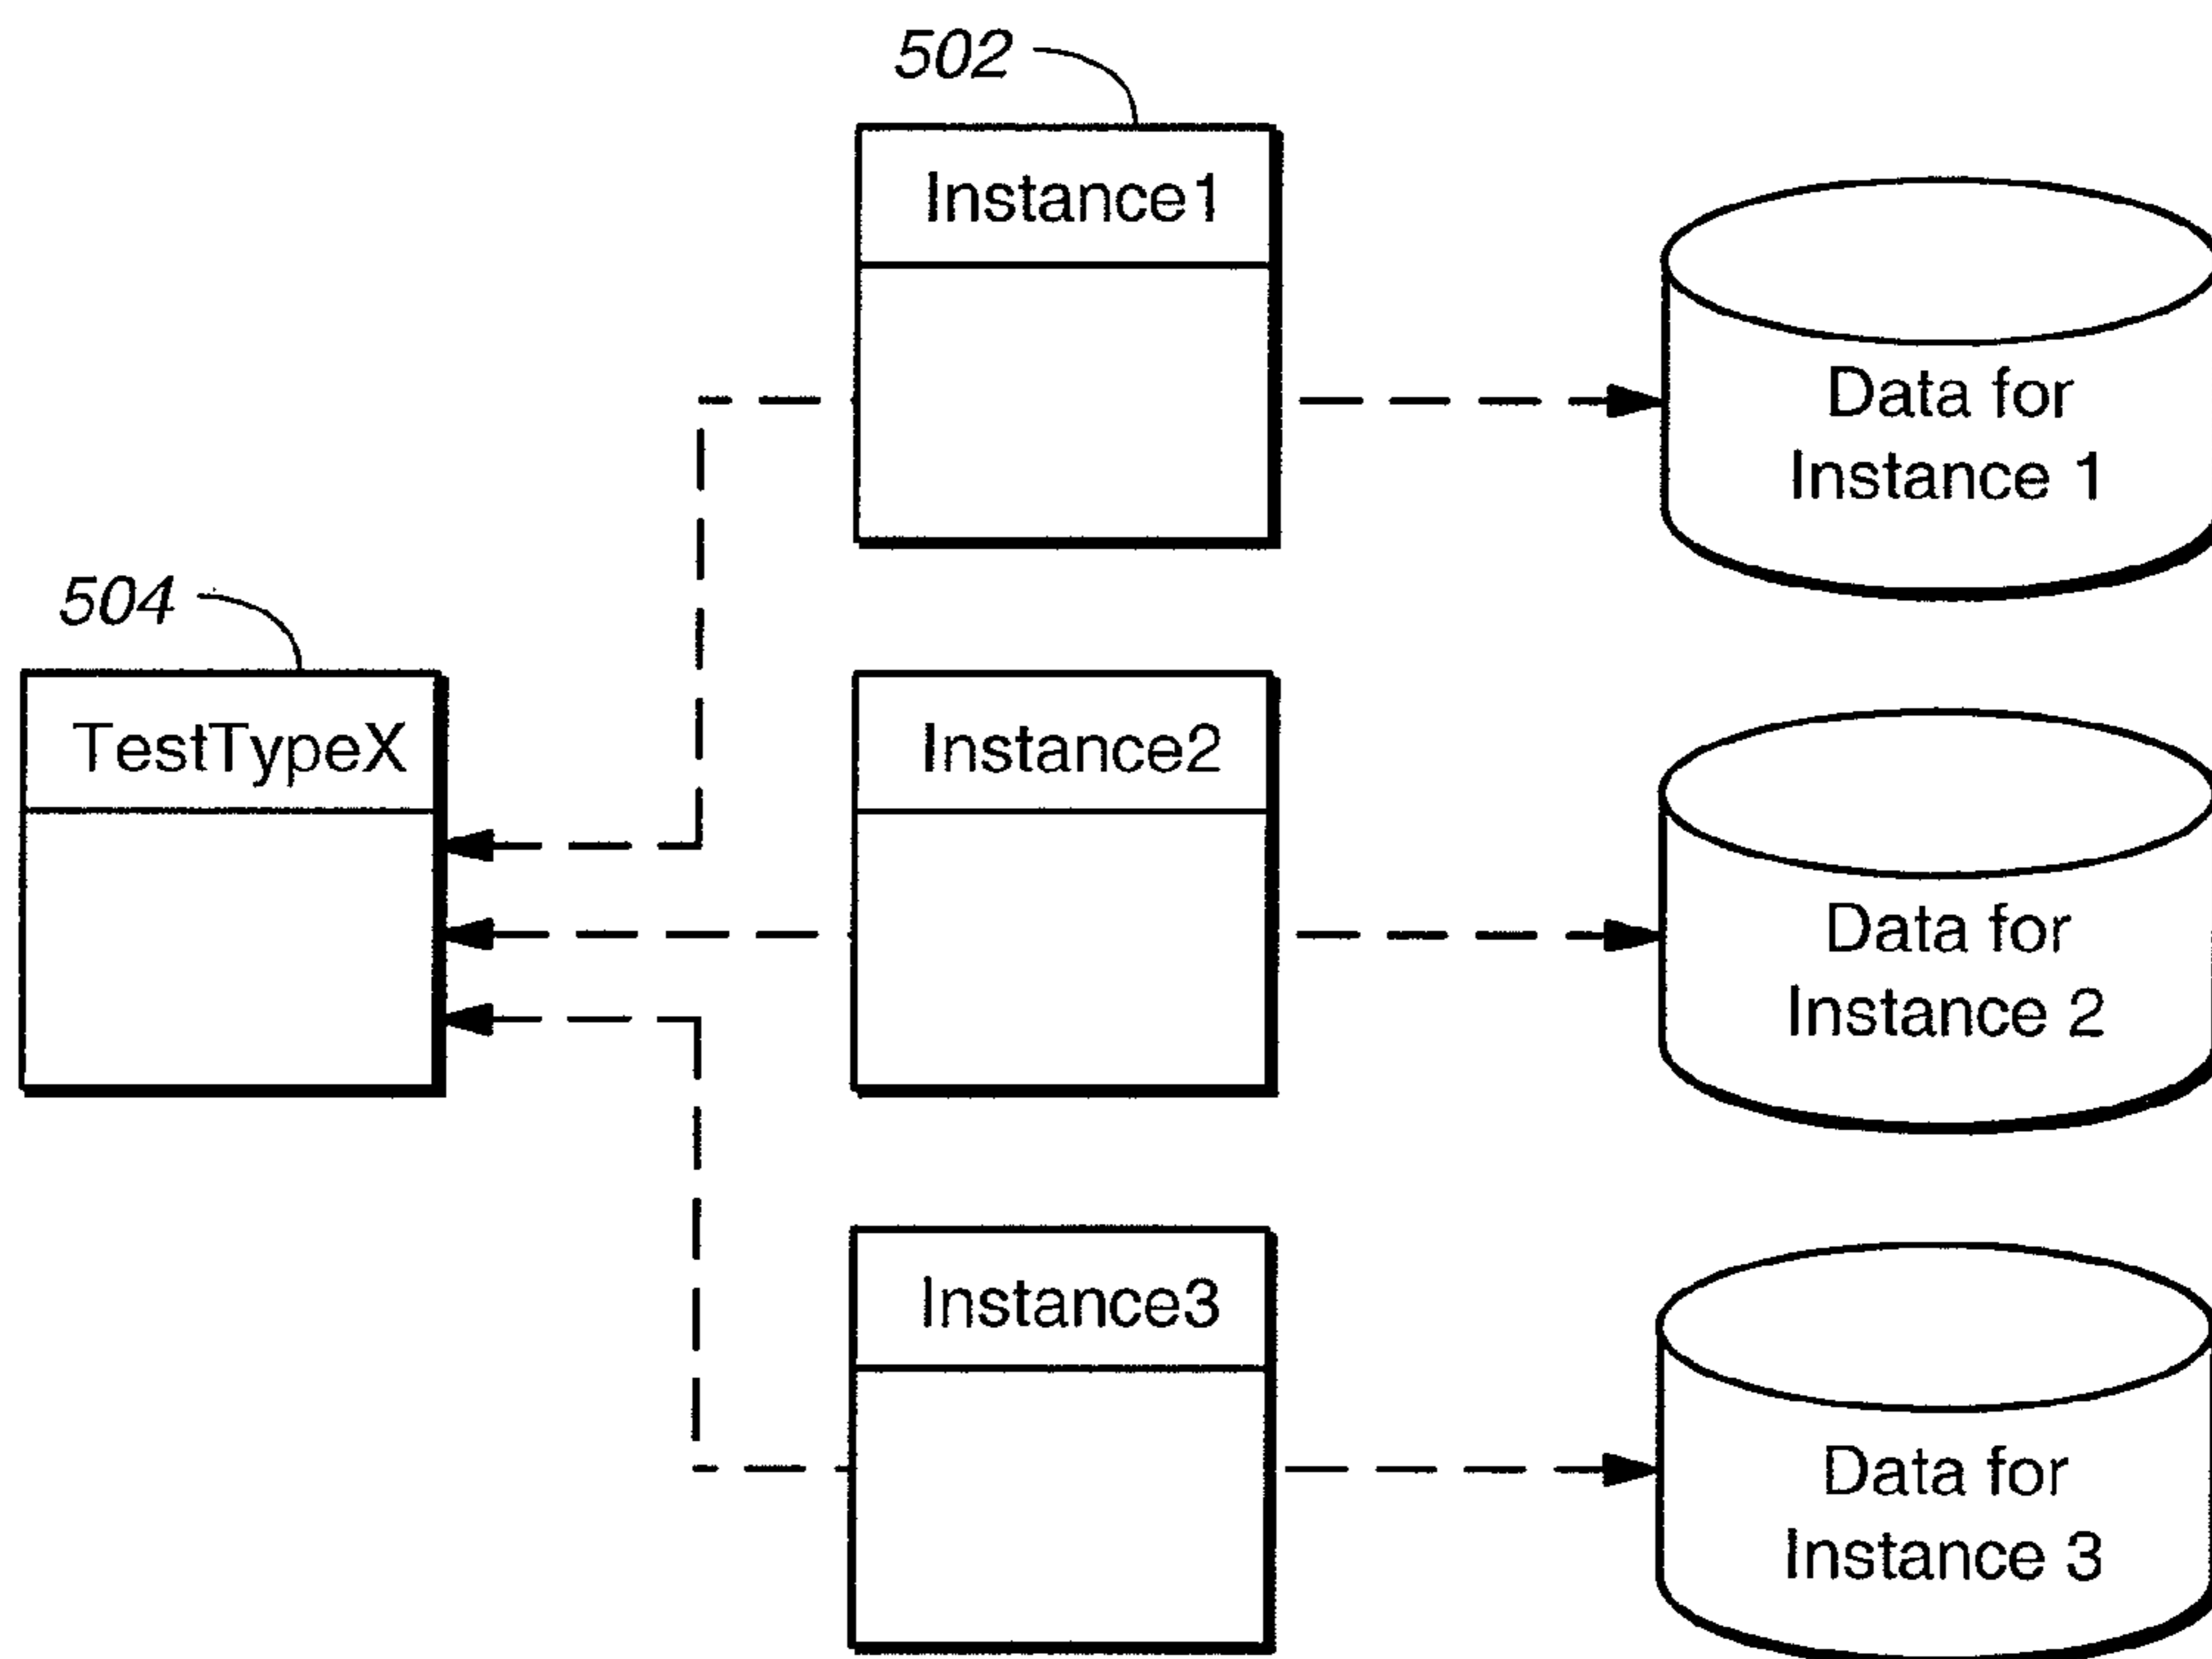 502
Instance1
Data for
Instance 1
504
TestTypeX
Instance2
Data for
Instance 2
Instance3
Data for
Instance 3